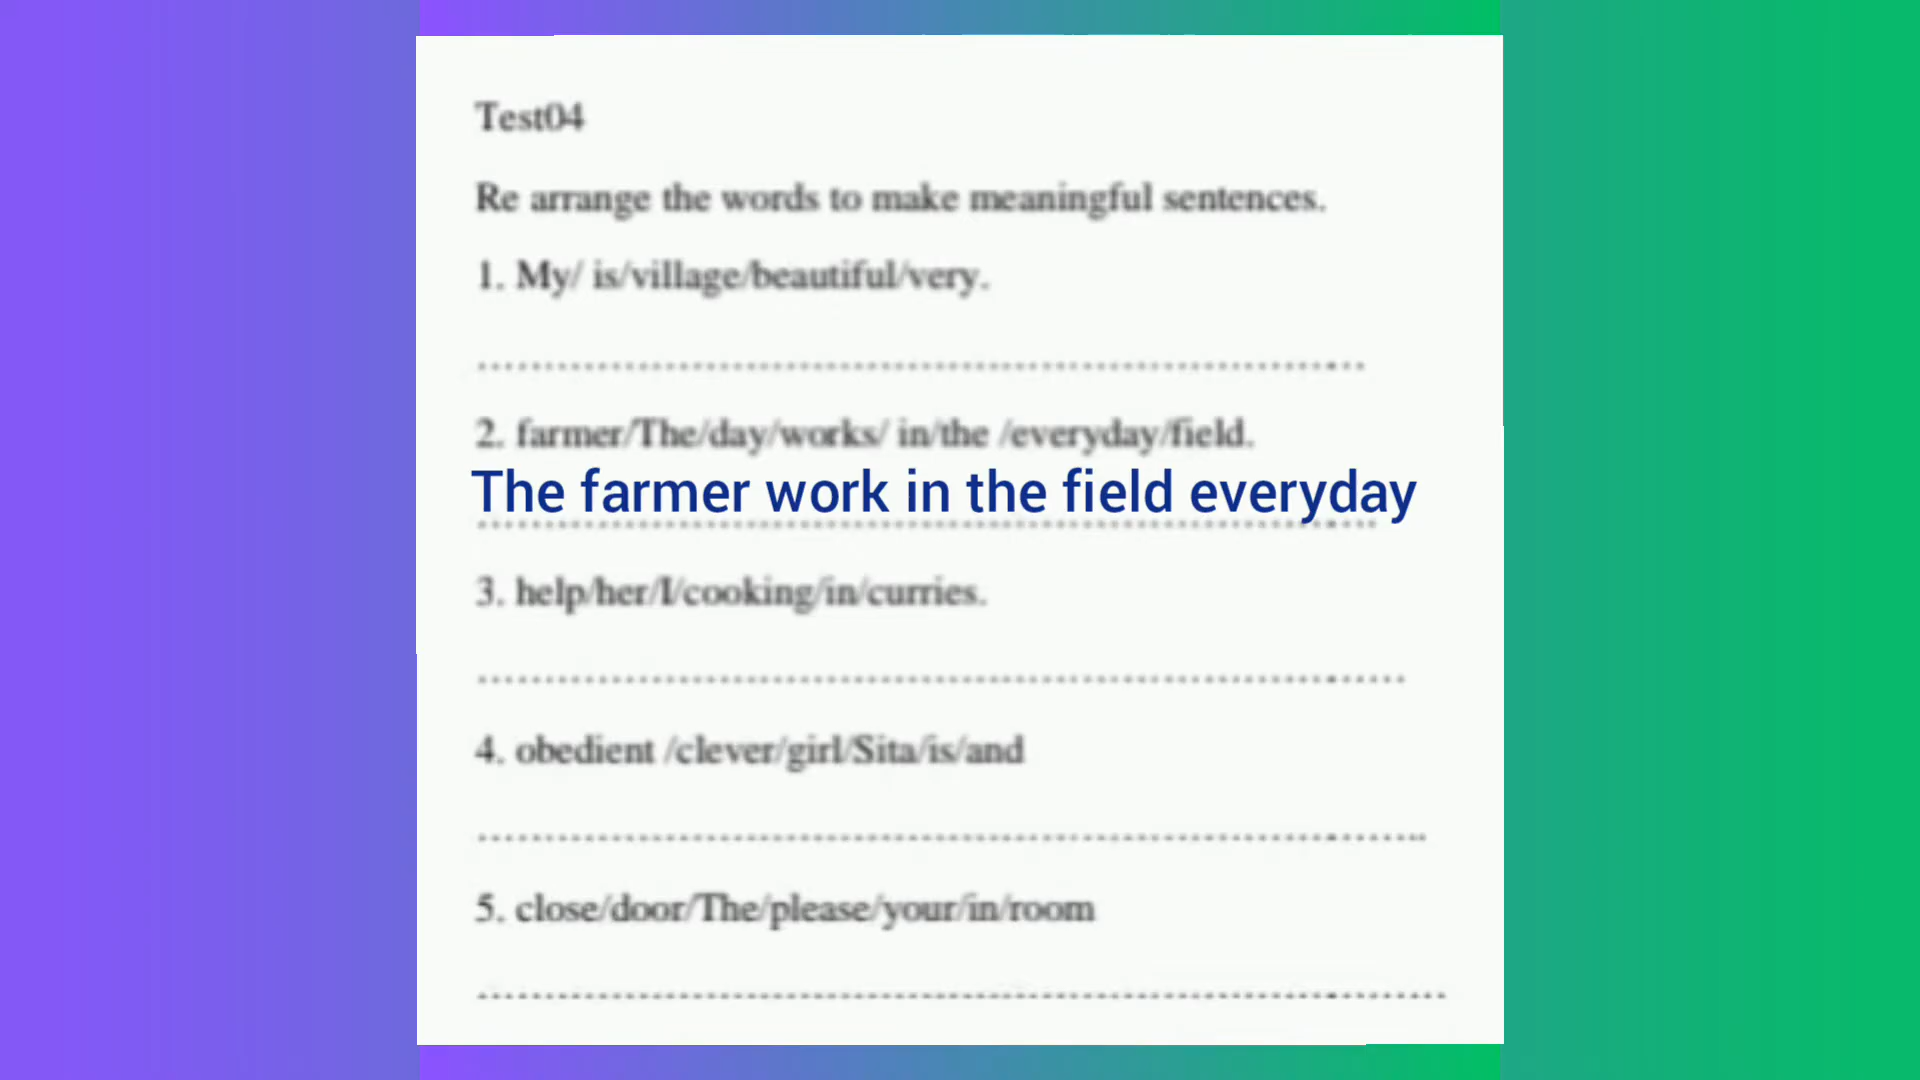 Test04
Re arrange the words to make meaningful sentences.
1. My/ is/village/beautiful/very.
................................................................
2. farmer/The/day/works/ in/the /everyday/field.
The farmer work in the field everyday
................................................................
3. help/her/I/cooking/in/curries.
................................................................
4. obedient /clever/girl/Sita/is/and
................................................................
5. close/door/The/please/your/in/room
................................................................